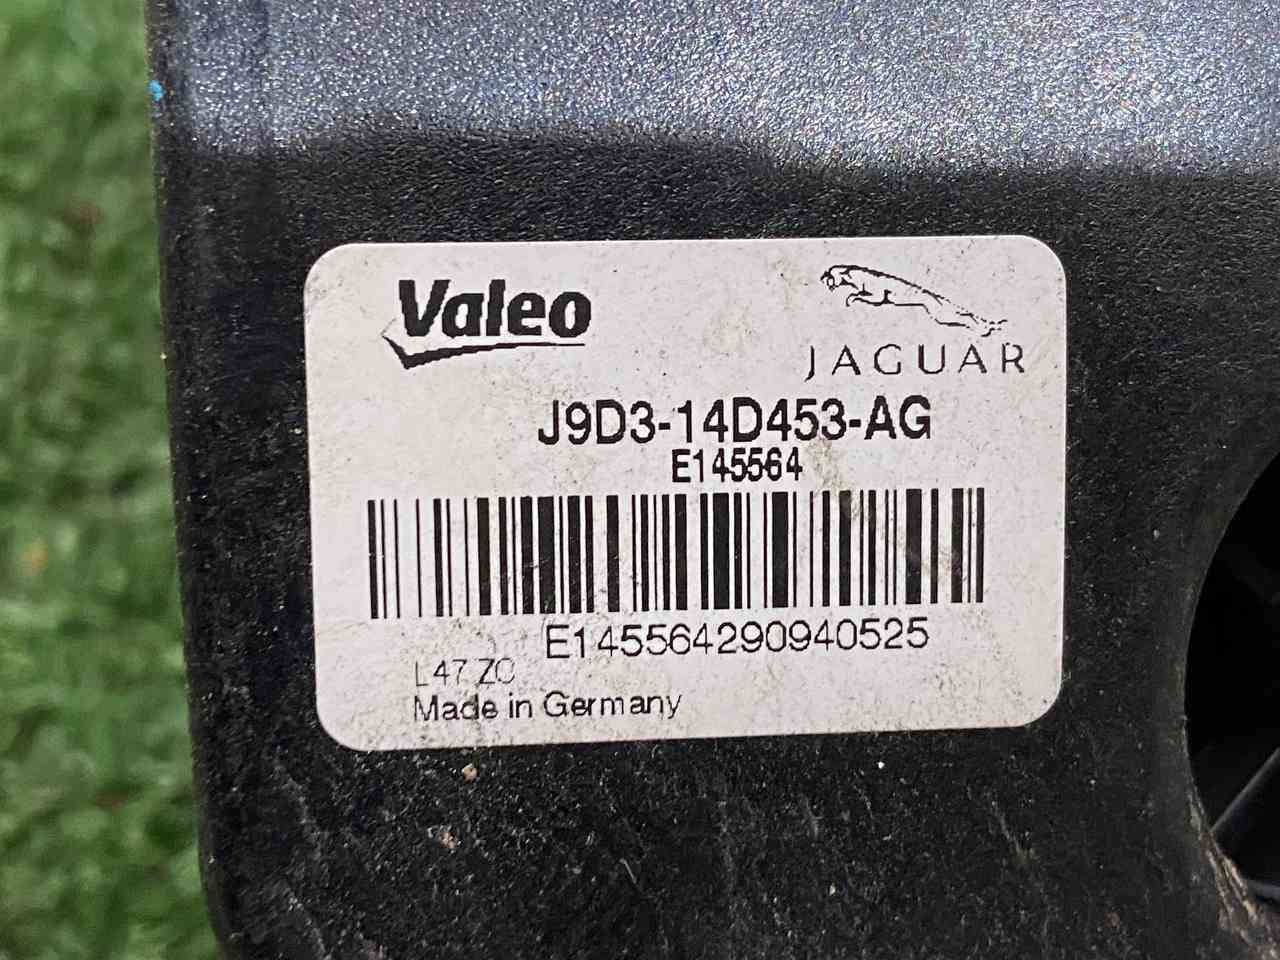 Valeo
JAGUAR
J9D3-14D453-AG
E145564
E145564290940525
L47 ZC
Made in Germany